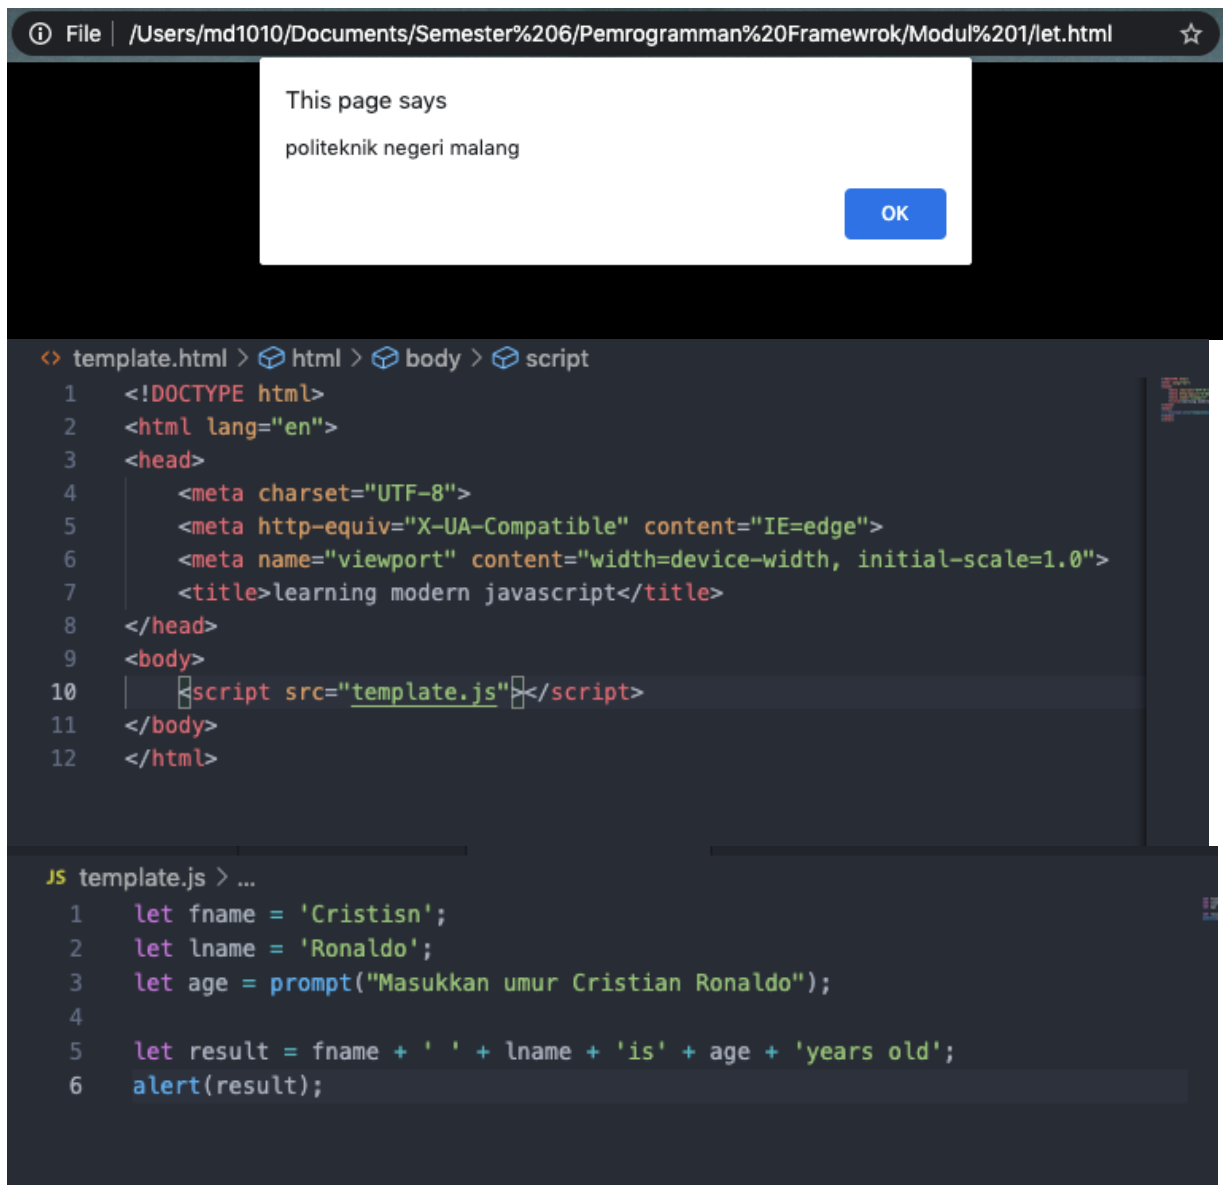 File /Users/md1010/Documents/Semester%206/Pemrogramman%20Framewrok/Modul%201/let.html
This page says
politeknik negeri malang
OK
<> template.html > html > body > script
1 <!DOCTYPE html>
2 <html lang="en">
3 <head>
4 <meta charset="UTF-8">
5 <meta http-equiv="X-UA-Compatible" content="IE=edge">
6 <meta name="viewport" content="width=device-width, initial-scale=1.0">
7 <title>learning modern javascript</title>
8 </head>
9 <body>
10 <script src="template.js"></script>
11 </body>
12 </html>
JS template.js > ...
1 let fname = 'Cristisn';
2 let lname = 'Ronaldo';
3 let age = prompt("Masukkan umur Cristian Ronaldo");
4
5 let result = fname + ' ' + lname + 'is' + age + 'years old';
6 alert(result);